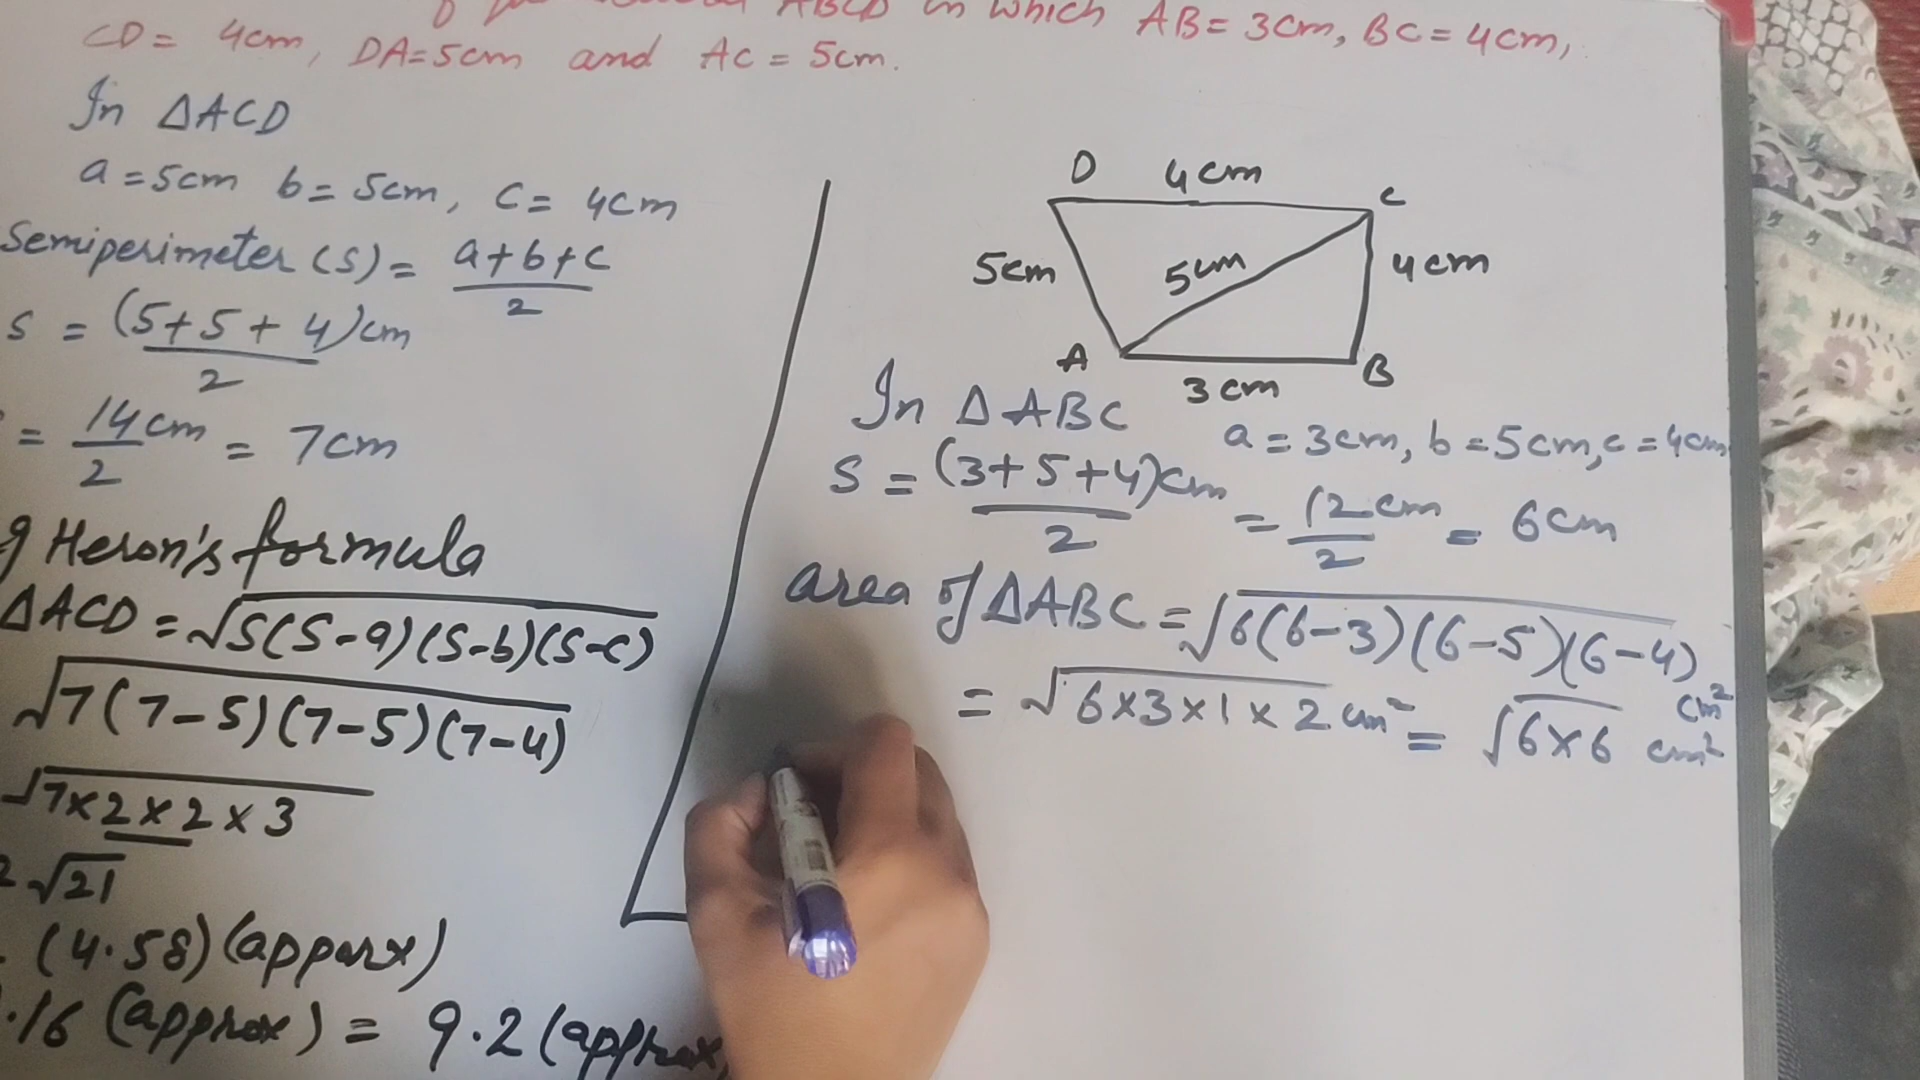 ABCD in which AB = 3cm, BC = 4cm,
CD = 4cm, DA = 5cm and AC = 5cm.
In ΔACD
a = 5cm b = 5cm, c = 4cm
Semiperimeter (s) = a+b+c / 2
s = (5+5+4)cm / 2
= 14cm / 2 = 7cm
g Heron's formula
ΔACD = √s(s-a)(s-b)(s-c)
√7(7-5)(7-5)(7-4)
√7×2×2×3
2√21
(4.58) (apporx)
.16 (approx) = 9.2 (approx
D 4cm C
5cm 5cm 4cm
A B
3cm
In ΔABC
a = 3cm, b = 5cm, c = 4cm
s = (3+5+4)cm / 2 = 12cm / 2 = 6cm
area of ΔABC = √6(6-3)(6-5)(6-4) cm²
= √6×3×1×2 cm² = √6×6 cm²